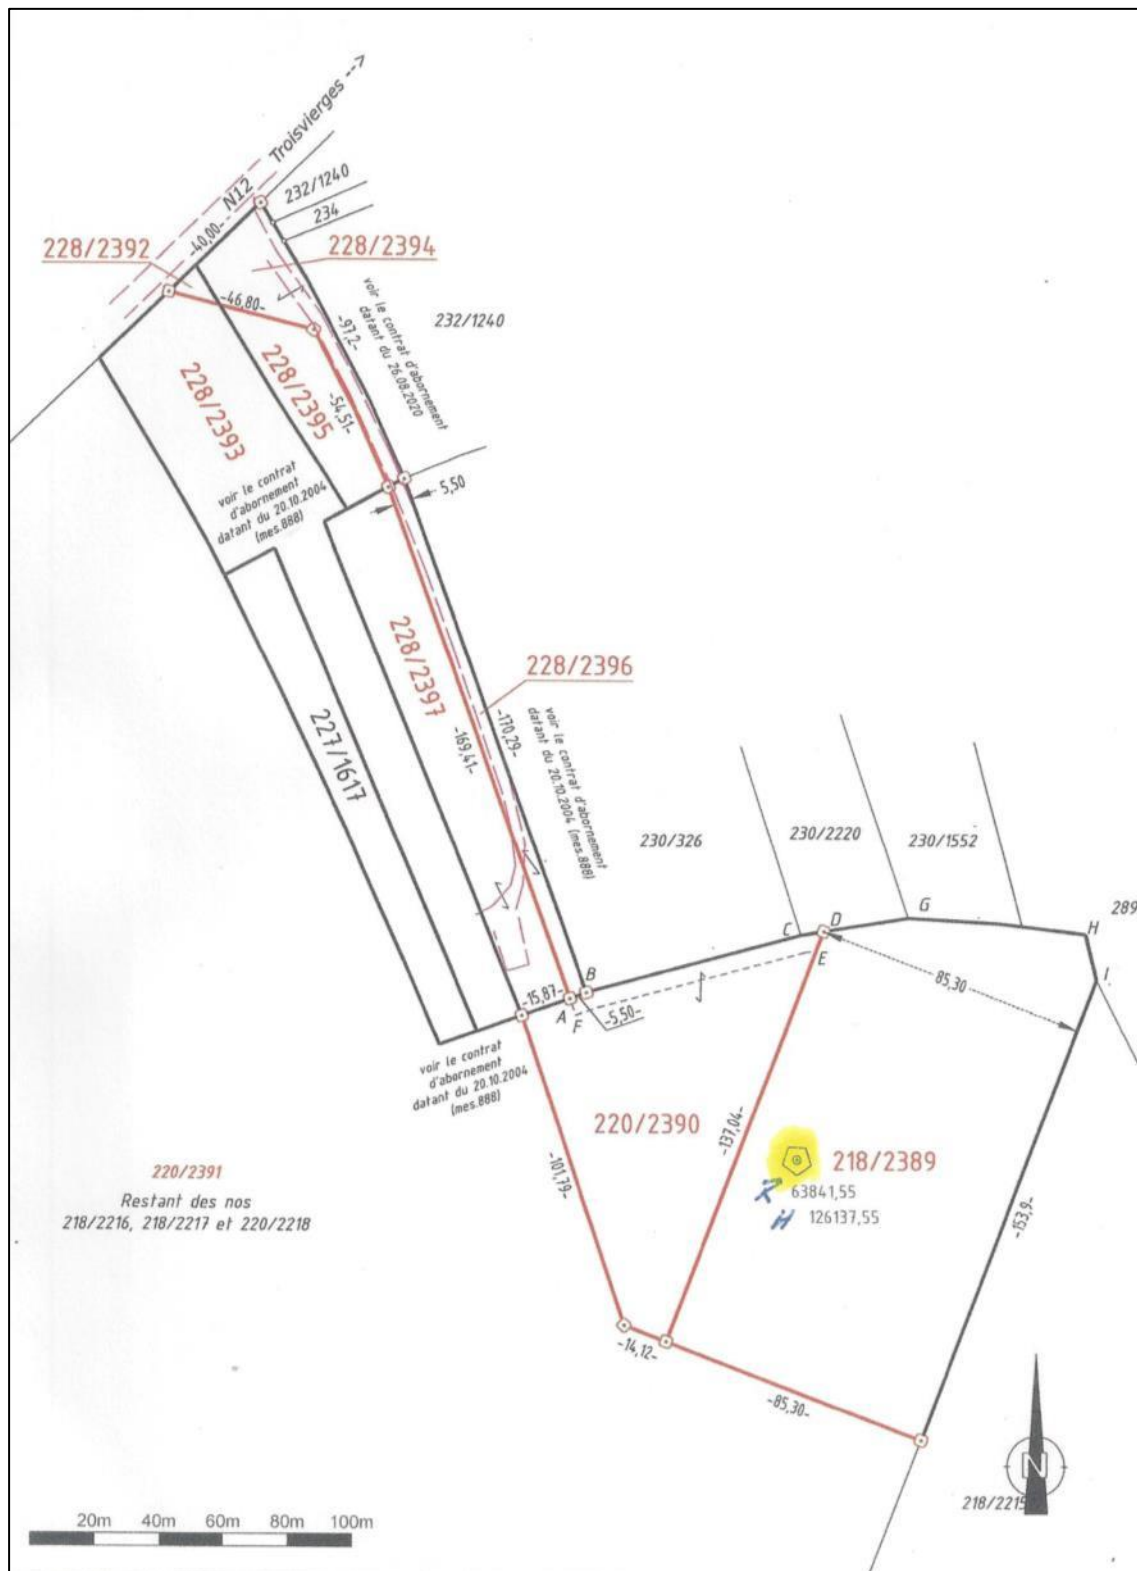 Troisvierges -->
N12
232/1240
234
-40,00-
228/2392
228/2394
-46,80-
voir le contrat d'abornement
datant du 26.08.2020
232/1240
-97,2-
228/2395
228/2393
-54,51-
voir le contrat
d'abornement
datant du 20.10.2004
(mes.888)
5,50
228/2397
228/2396
227/1617
-169,41-
-170,29-
voir le contrat d'abornement
datant du 20.10.2004 (mes.888)
230/326
230/2220
230/1552
289
G
H
I
C
D
E
85,30
B
-15,87-
A
F
-5,50-
voir le contrat
d'abornement
datant du 20.10.2004
(mes.888)
220/2390
-137,04-
218/2389
63841,55
126137,55
-101,79-
-153,9-
220/2391
Restant des nos
218/2216, 218/2217 et 220/2218
-14,12-
-85,30-
N
20m 40m 60m 80m 100m